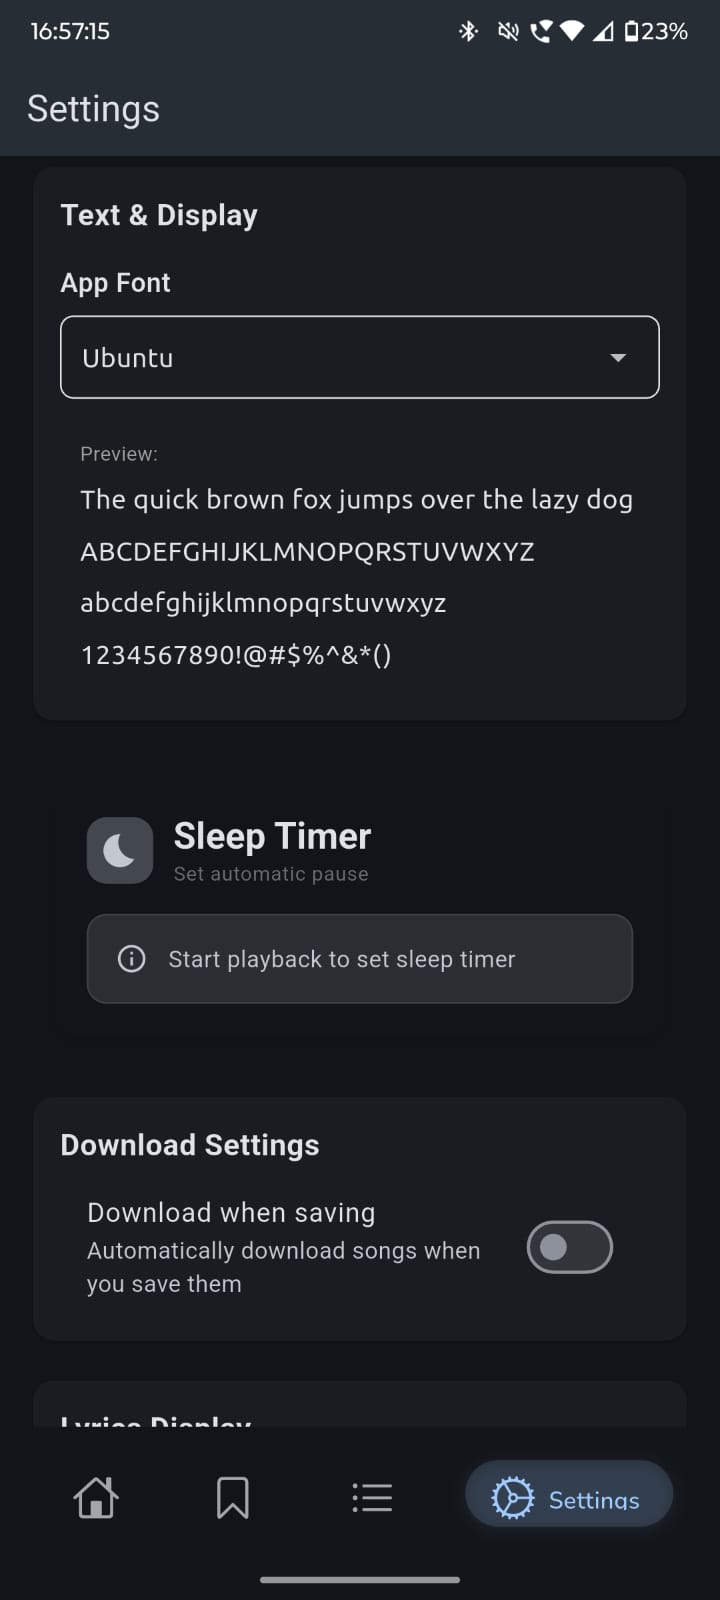 16:57:15
23%
Settings
Text & Display
App Font
Ubuntu
Preview:
The quick brown fox jumps over the lazy dog
ABCDEFGHIJKLMNOPQRSTUVWXYZ
abcdefghijklmnopqrstuvwxyz
1234567890!@#$%^&*()
Sleep Timer
Set automatic pause
Start playback to set sleep timer
Download Settings
Download when saving
Automatically download songs when
you save them
Lyrics Display
Settings